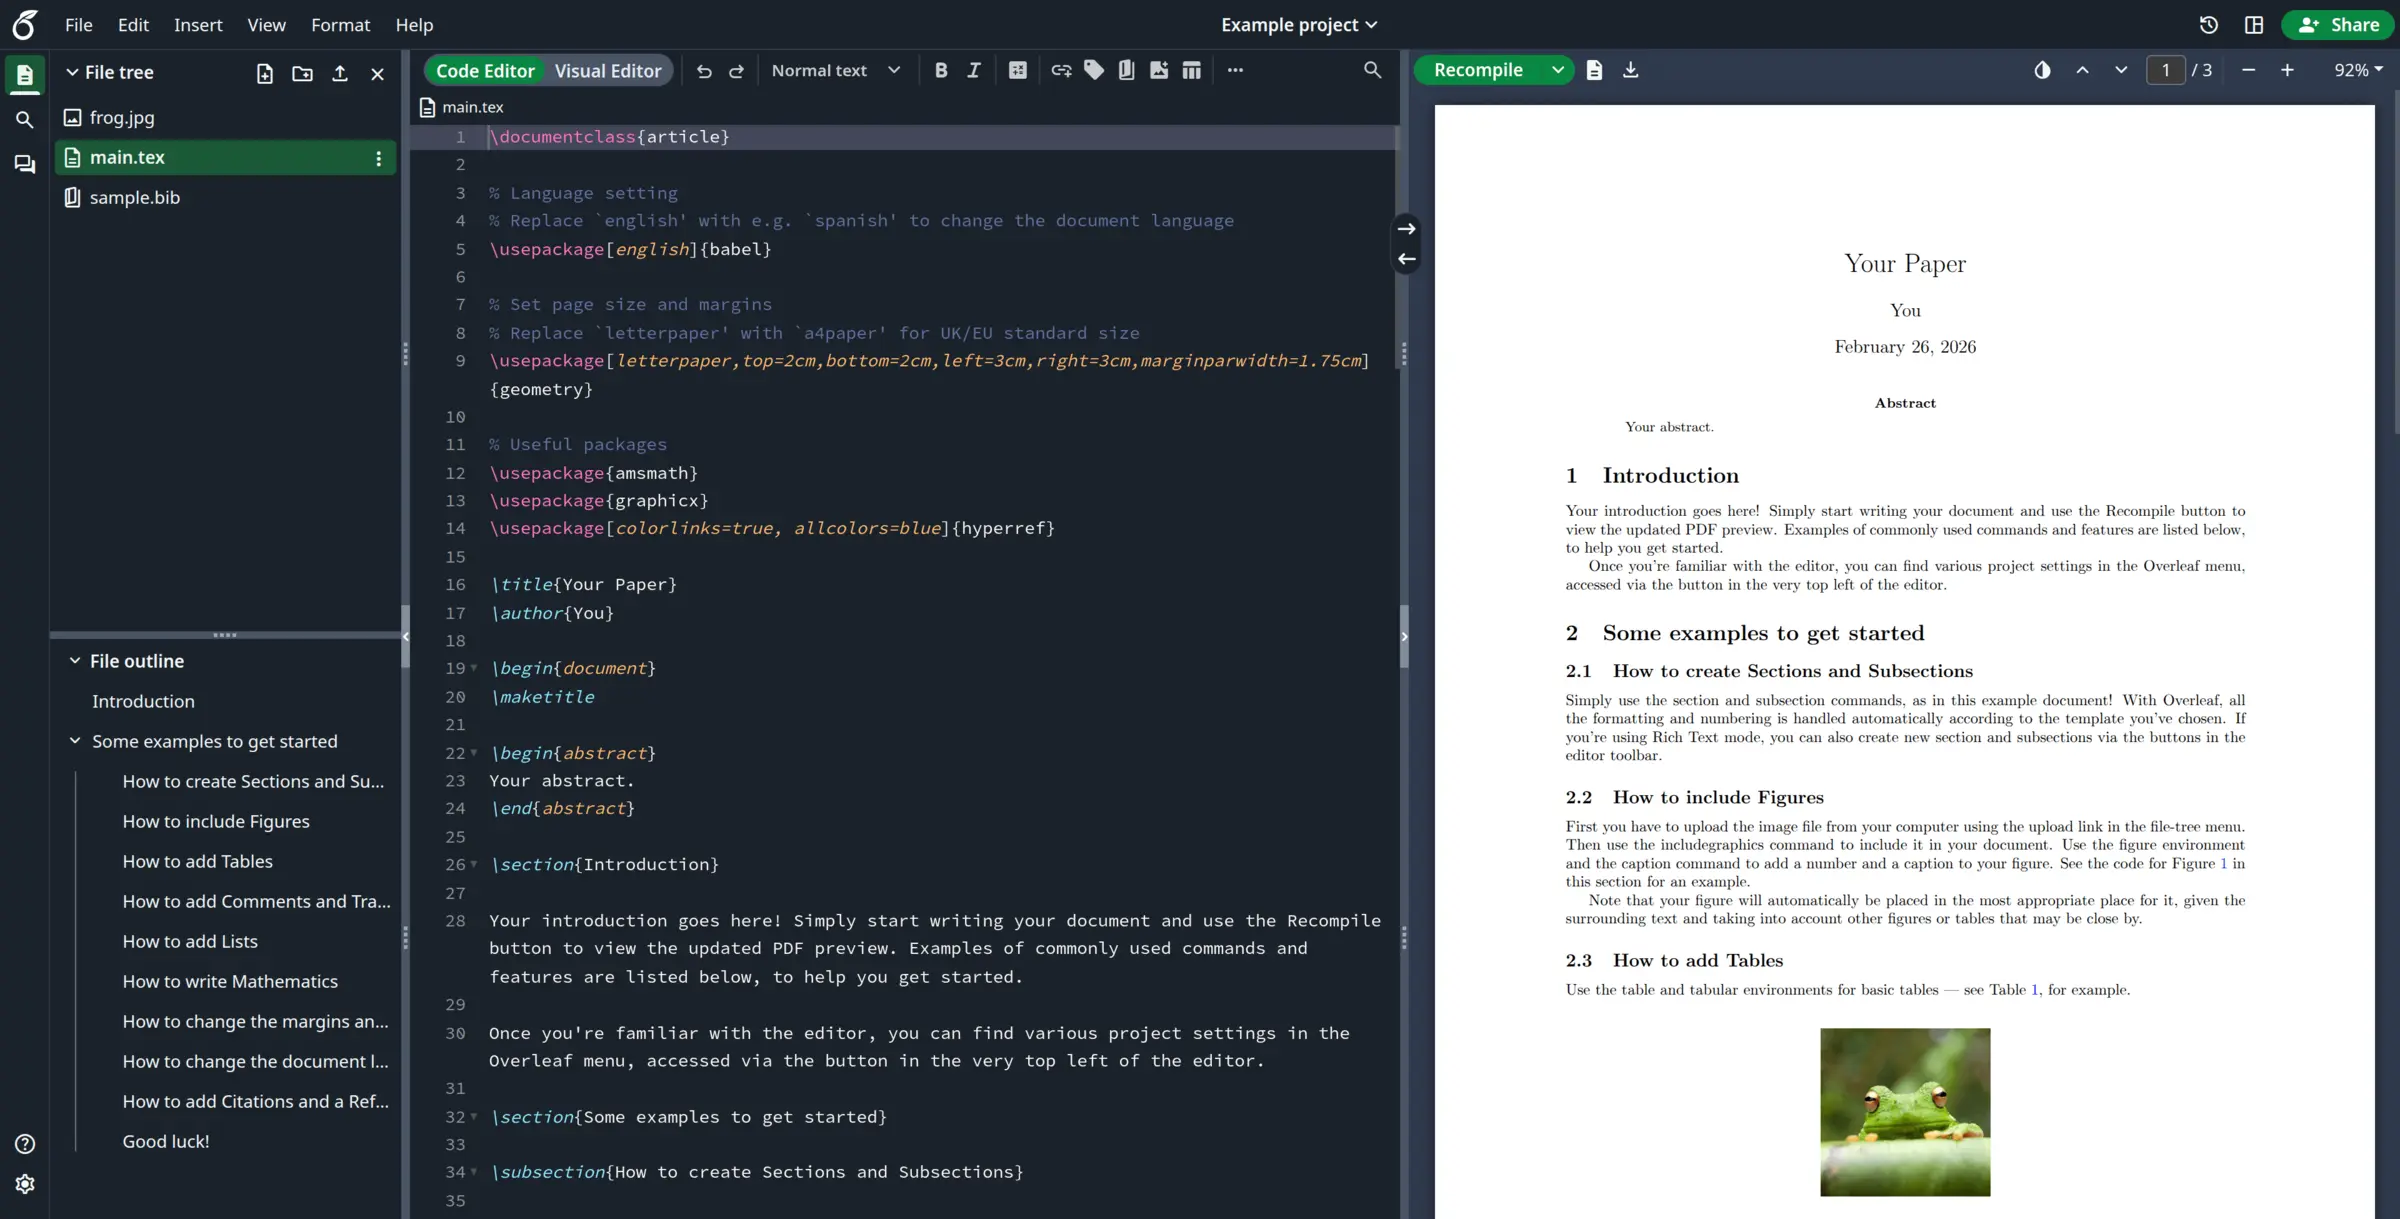 File Edit Insert View Format Help
Example project
Share
File tree
frog.jpg
main.tex
sample.bib
File outline
Introduction
Some examples to get started
How to create Sections and Su...
How to include Figures
How to add Tables
How to add Comments and Tra...
How to add Lists
How to write Mathematics
How to change the margins an...
How to change the document l...
How to add Citations and a Ref...
Good luck!
Code Editor Visual Editor Normal text B I
main.tex
1 \documentclass{article}
2
3 % Language setting
4 % Replace `english' with e.g. `spanish' to change the document language
5 \usepackage[english]{babel}
6
7 % Set page size and margins
8 % Replace `letterpaper' with `a4paper' for UK/EU standard size
9 \usepackage[letterpaper,top=2cm,bottom=2cm,left=3cm,right=3cm,marginparwidth=1.75cm]
{geometry}
10
11 % Useful packages
12 \usepackage{amsmath}
13 \usepackage{graphicx}
14 \usepackage[colorlinks=true, allcolors=blue]{hyperref}
15
16 \title{Your Paper}
17 \author{You}
18
19 \begin{document}
20 \maketitle
21
22 \begin{abstract}
23 Your abstract.
24 \end{abstract}
25
26 \section{Introduction}
27
28 Your introduction goes here! Simply start writing your document and use the Recompile
button to view the updated PDF preview. Examples of commonly used commands and
features are listed below, to help you get started.
29
30 Once you're familiar with the editor, you can find various project settings in the
Overleaf menu, accessed via the button in the very top left of the editor.
31
32 \section{Some examples to get started}
33
34 \subsection{How to create Sections and Subsections}
35
Recompile 1 / 3 92%
Your Paper
You
February 26, 2026
Abstract
Your abstract.
1 Introduction
Your introduction goes here! Simply start writing your document and use the Recompile button to
view the updated PDF preview. Examples of commonly used commands and features are listed below,
to help you get started.
Once you're familiar with the editor, you can find various project settings in the Overleaf menu,
accessed via the button in the very top left of the editor.
2 Some examples to get started
2.1 How to create Sections and Subsections
Simply use the section and subsection commands, as in this example document! With Overleaf, all
the formatting and numbering is handled automatically according to the template you've chosen. If
you're using Rich Text mode, you can also create new section and subsections via the buttons in the
editor toolbar.
2.2 How to include Figures
First you have to upload the image file from your computer using the upload link in the file-tree menu.
Then use the includegraphics command to include it in your document. Use the figure environment
and the caption command to add a number and a caption to your figure. See the code for Figure 1 in
this section for an example.
Note that your figure will automatically be placed in the most appropriate place for it, given the
surrounding text and taking into account other figures or tables that may be close by.
2.3 How to add Tables
Use the table and tabular environments for basic tables — see Table 1, for example.